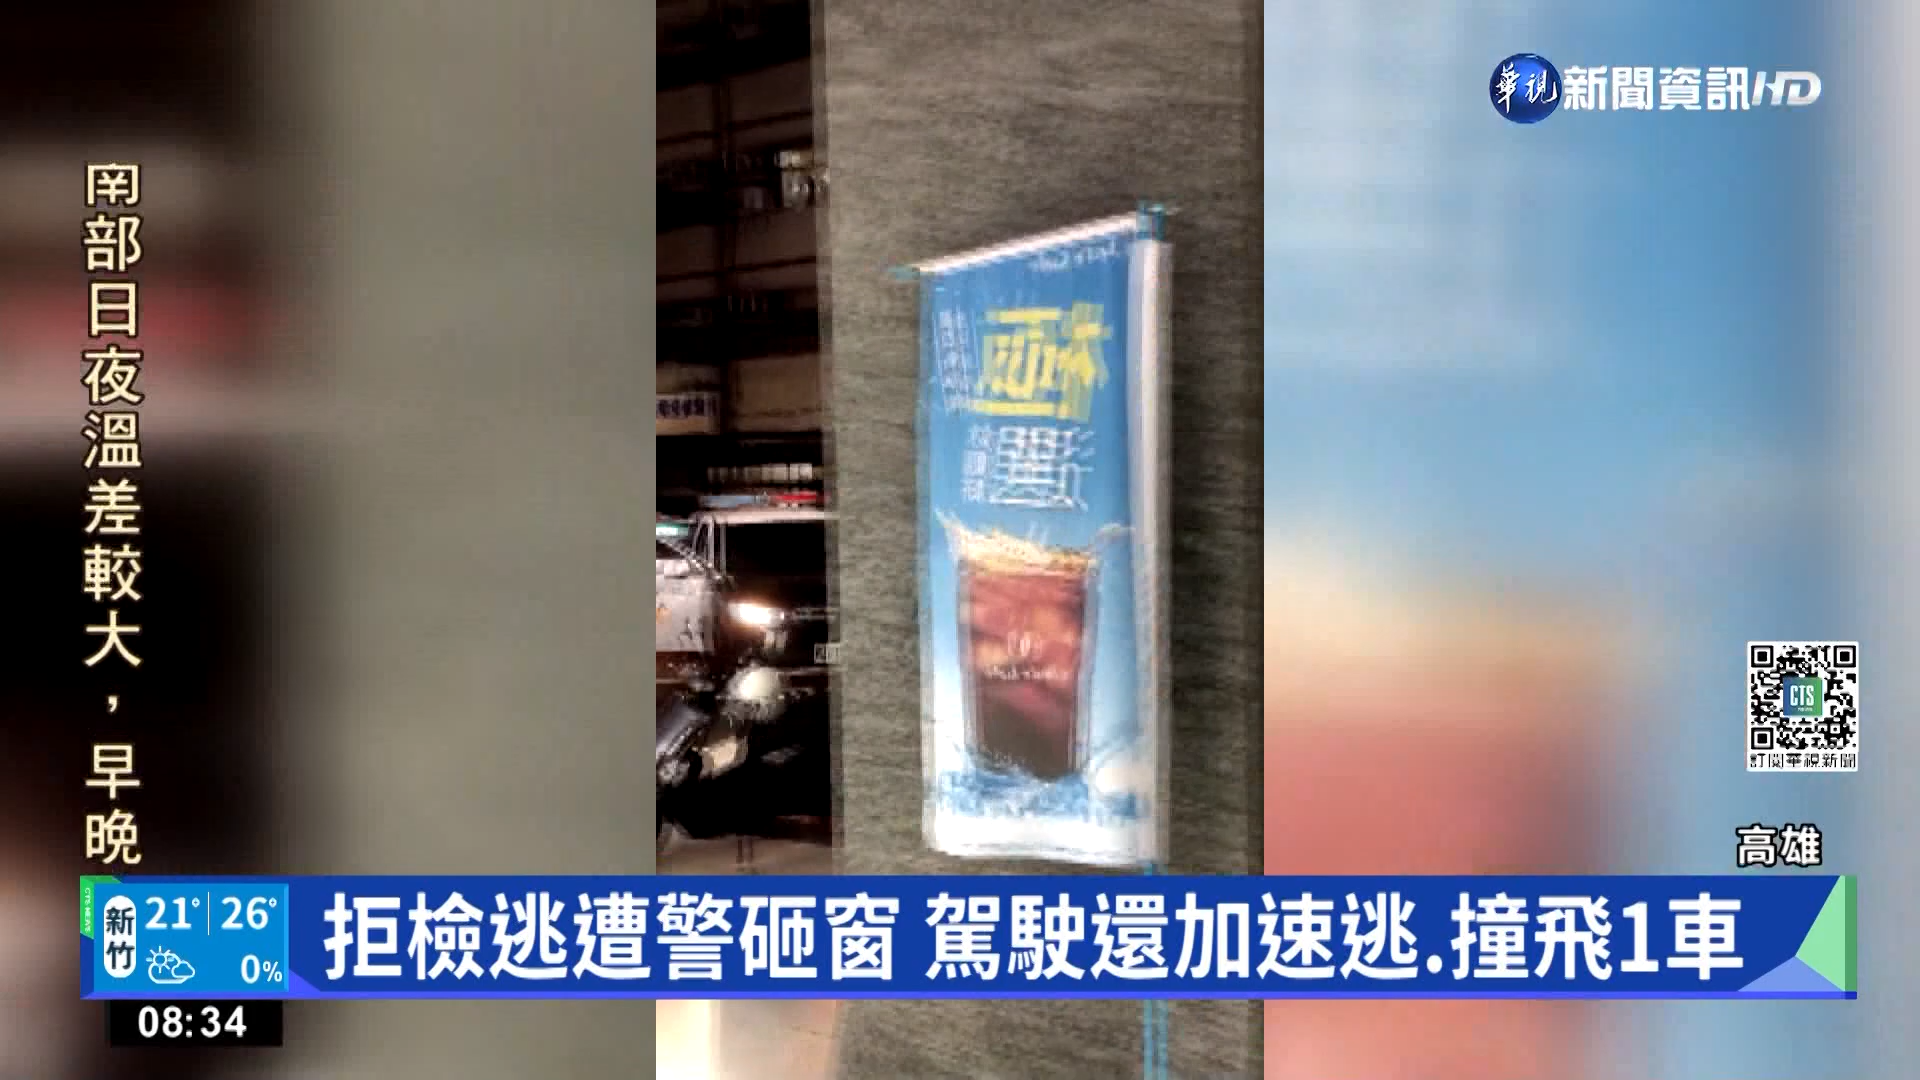 華視 新聞資訊HD
南部日夜溫差較大，早晚
極
CTS
訂閱華視新聞
高雄
新竹
21° 26°
0%
拒檢逃遭警砸窗 駕駛還加速逃.撞飛1車
08:34